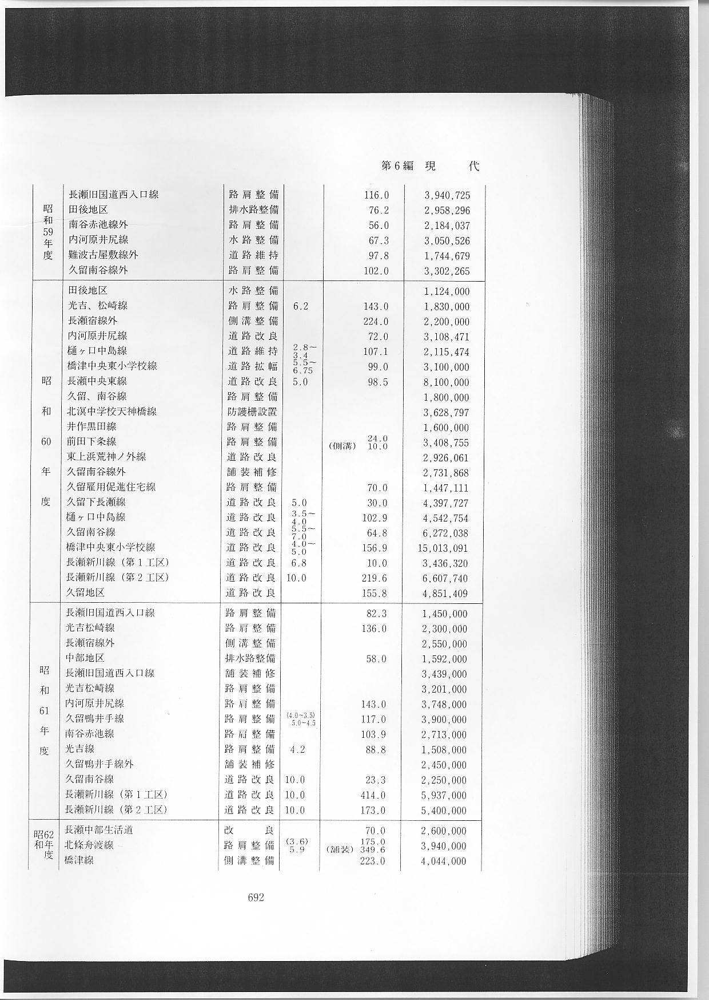 第6編 現 代
昭和59年度
長瀬旧国道西入口線 路肩整備 116.0 3,940,725
田後地区 排水路整備 76.2 2,958,296
南谷赤池線外 路肩整備 56.0 2,184,037
内河原井尻線 水路整備 67.3 3,050,526
難波古屋敷線外 道路維持 97.8 1,744,679
久留南谷線外 路肩整備 102.0 3,302,265
昭和60年度
田後地区 水路整備 1,124,000
光吉、松崎線 路肩整備 6.2 143.0 1,830,000
長瀬宿線外 側溝整備 224.0 2,200,000
内河原井尻線 道路改良 72.0 3,108,471
樋ヶ口中島線 道路維持 2.8~3.4 107.1 2,115,474
橋津中央東小学校線 道路拡幅 5.5~6.75 99.0 3,100,000
長瀬中央東線 道路改良 5.0 98.5 8,100,000
久留、南谷線 路肩整備 1,800,000
北溟中学校天神橋線 防護柵設置 3,628,797
井作黒田線 路肩整備 1,600,000
前田下条線 路肩整備 24.0 (側溝) 10.0 3,408,755
東上浜荒神ノ外線 道路改良 2,926,061
久留南谷線外 舗装補修 2,731,868
久留雇用促進住宅線 路肩整備 70.0 1,447,111
久留下長瀬線 道路改良 5.0 30.0 4,397,727
樋ヶ口中島線 道路改良 3.5~4.0 102.9 4,542,754
久留南谷線 道路改良 5.5~7.0 64.8 6,272,038
橋津中央東小学校線 道路改良 4.0~5.0 156.9 15,013,091
長瀬新川線(第1工区) 道路改良 6.8 10.0 3,436,320
長瀬新川線(第2工区) 道路改良 10.0 219.6 6,607,740
久留地区 道路改良 155.8 4,851,409
昭和61年度
長瀬旧国道西入口線 路肩整備 82.3 1,450,000
光吉松崎線 路肩整備 136.0 2,300,000
長瀬宿線外 側溝整備 2,550,000
中部地区 排水路整備 58.0 1,592,000
長瀬旧国道西入口線 舗装補修 3,439,000
光吉松崎線 路肩整備 3,201,000
内河原井尻線 路肩整備 143.0 3,748,000
久留鴨井手線 路肩整備 (4.0~3.5) 5.0~4.5 117.0 3,900,000
南谷赤池線 路肩整備 103.9 2,713,000
光吉線 路肩整備 4.2 88.8 1,508,000
久留鴨井手線外 舗装補修 2,450,000
久留南谷線 道路改良 10.0 23.3 2,250,000
長瀬新川線(第1工区) 道路改良 10.0 414.0 5,937,000
長瀬新川線(第2工区) 道路改良 10.0 173.0 5,400,000
昭和62年度
長瀬中部生活道 改良 70.0 2,600,000
北條舟渡線 路肩整備 (3.6) 5.9 175.0 (舗装) 349.6 3,940,000
橋津線 側溝整備 223.0 4,044,000
692